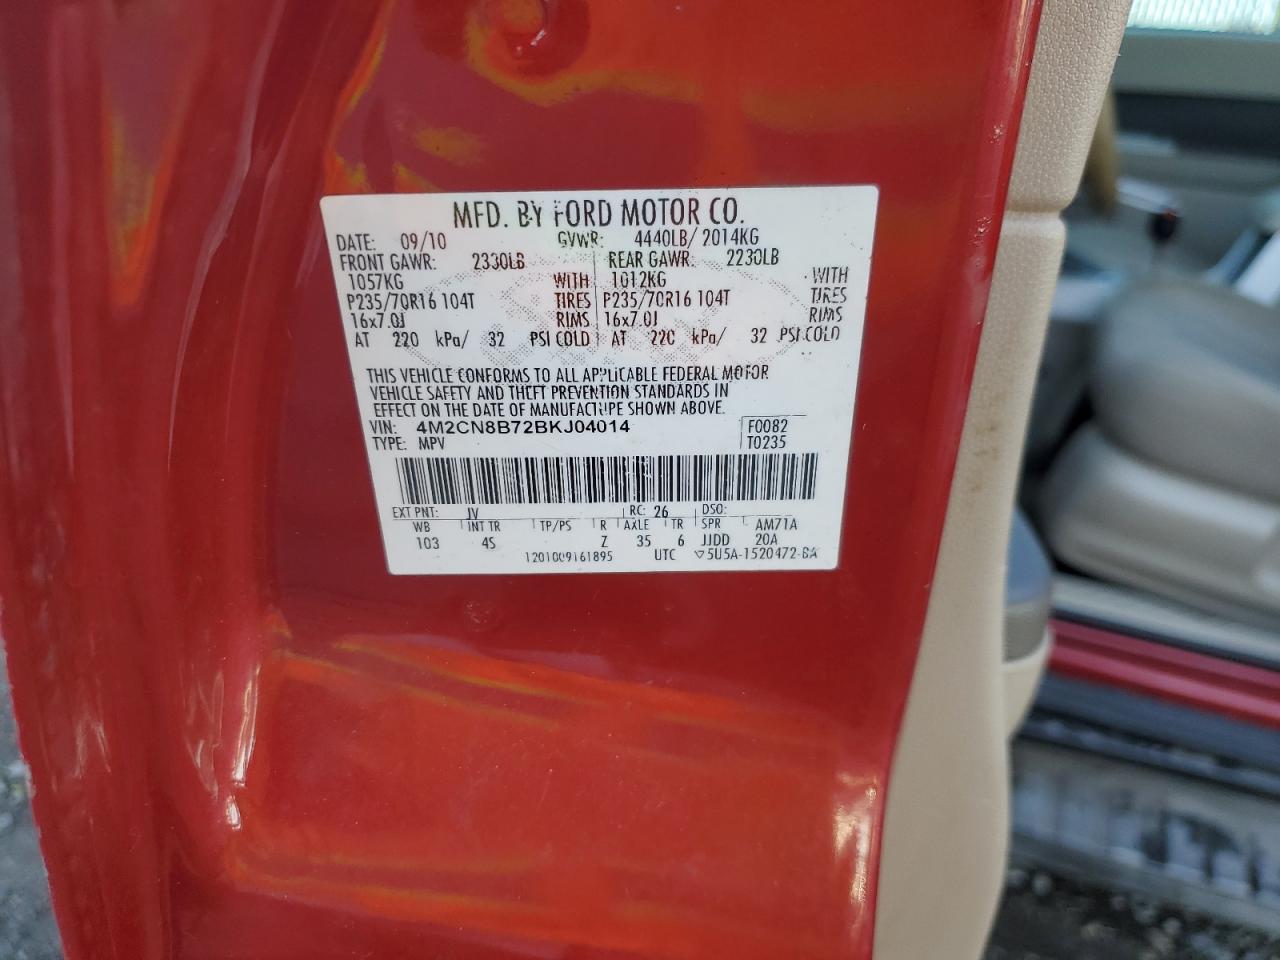 MFD. BY FORD MOTOR CO.
DATE: 09/10 GVWR: 4440LB/ 2014KG
FRONT GAWR: 2330LB REAR GAWR: 2230LB
1057KG WITH 1012KG WITH
P235/70R16 104T TIRES P235/70R16 104T TIRES
16x7.0J RIMS 16x7.0J RIMS
AT 220 kPa/ 32 PSI COLD AT 220 kPa/ 32 PSI COLD
THIS VEHICLE CONFORMS TO ALL APPLICABLE FEDERAL MOTOR
VEHICLE SAFETY AND THEFT PREVENTION STANDARDS IN
EFFECT ON THE DATE OF MANUFACTURE SHOWN ABOVE.
VIN: 4M2CN8B72BKJ04014 F0082
TYPE: MPV T0235
EXT PNT: JV RC: 26 DSO:
WB INT TR TP/PS R AXLE TR SPR AM71A
103 4S Z 35 6 JJDD 20A
1201009161895 UTC ▽5U5A-1520472-BA